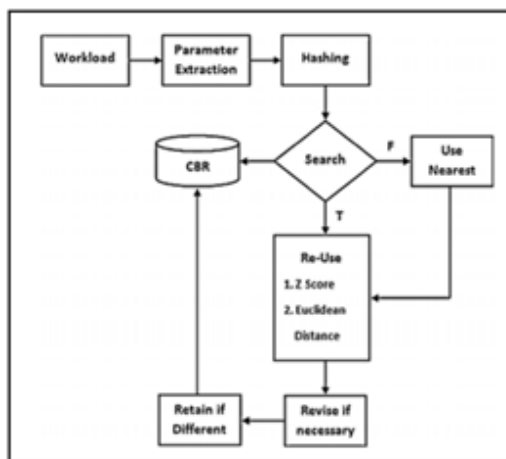 Workload
Parameter
Extraction
Hashing
CBR
Search
F
Use
Nearest
T
Re-Use
1. Z Score
2. Euclidean
Distance
Retain if
Different
Revise if
necessary